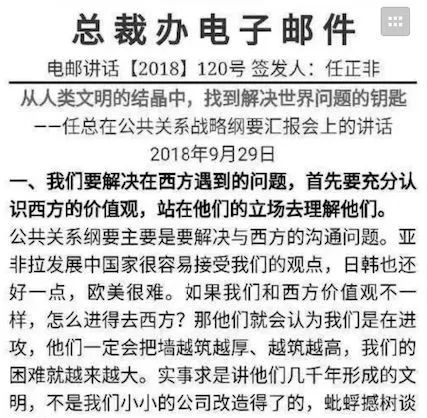 总裁办电子邮件
电邮讲话【2018】120号 签发人：任正非
从人类文明的结晶中，找到解决世界问题的钥匙
——任总在公共关系战略纲要汇报会上的讲话
2018年9月29日
一、我们要解决在西方遇到的问题，首先要充分认
识西方的价值观，站在他们的立场去理解他们。
公共关系纲要主要是要解决与西方的沟通问题。亚
非拉发展中国家很容易接受我们的观点，日韩也还
好一点，欧美很难。如果我们和西方价值观不一
样，怎么进得去西方？那他们就会认为我们是在进
攻，他们一定会把墙越筑越厚、越筑越高，我们的
困难就越来越大。实事求是讲他们几千年形成的文
明，不是我们小小的公司改造得了的，蚍蜉撼树谈